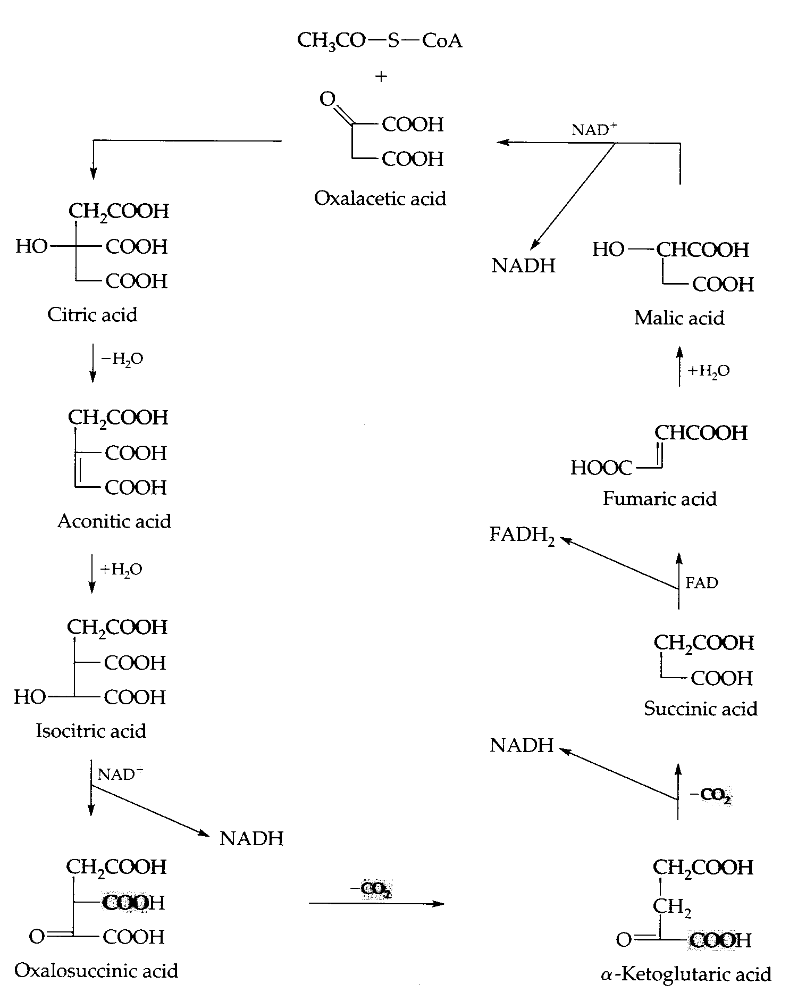 CH₃CO—S—CoA
+
O
COOH
COOH
Oxalacetic acid
NAD⁺
NADH
CH₂COOH
HO—COOH
COOH
Citric acid
−H₂O
CH₂COOH
COOH
COOH
Aconitic acid
+H₂O
CH₂COOH
COOH
HO—COOH
Isocitric acid
NAD⁺
NADH
CH₂COOH
COOH
O=COOH
Oxalosuccinic acid
−CO₂
CH₂COOH
CH₂
O=COOH
α-Ketoglutaric acid
−CO₂
NADH
CH₂COOH
COOH
Succinic acid
FAD
FADH₂
CHCOOH
HOOC
Fumaric acid
+H₂O
HO—CHCOOH
COOH
Malic acid